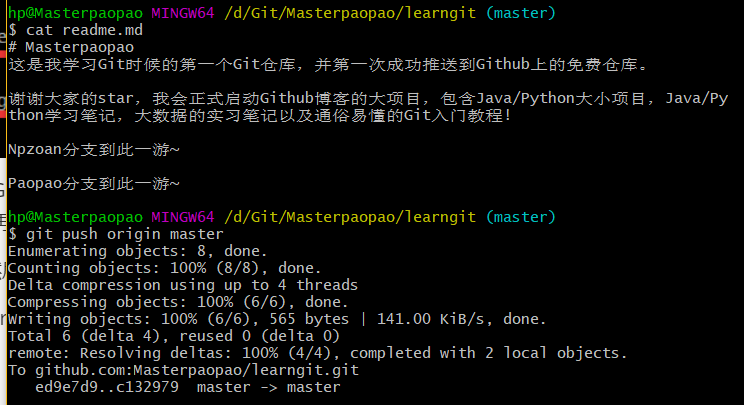 hp@Masterpaopao MINGW64 /d/Git/Masterpaopao/learngit (master)
$ cat readme.md
# Masterpaopao
这是我学习Git时候的第一个Git仓库，并第一次成功推送到Github上的免费仓库。
谢谢大家的star，我会正式启动Github博客的大项目，包含Java/Python大小项目，Java/Py
thon学习笔记，大数据的实习笔记以及通俗易懂的Git入门教程！
Npzoan分支到此一游~
Paopao分支到此一游~
hp@Masterpaopao MINGW64 /d/Git/Masterpaopao/learngit (master)
$ git push origin master
Enumerating objects: 8, done.
Counting objects: 100% (8/8), done.
Delta compression using up to 4 threads
Compressing objects: 100% (6/6), done.
Writing objects: 100% (6/6), 565 bytes | 141.00 KiB/s, done.
Total 6 (delta 4), reused 0 (delta 0)
remote: Resolving deltas: 100% (4/4), completed with 2 local objects.
To github.com:Masterpaopao/learngit.git
   ed9e7d9..c132979  master -> master